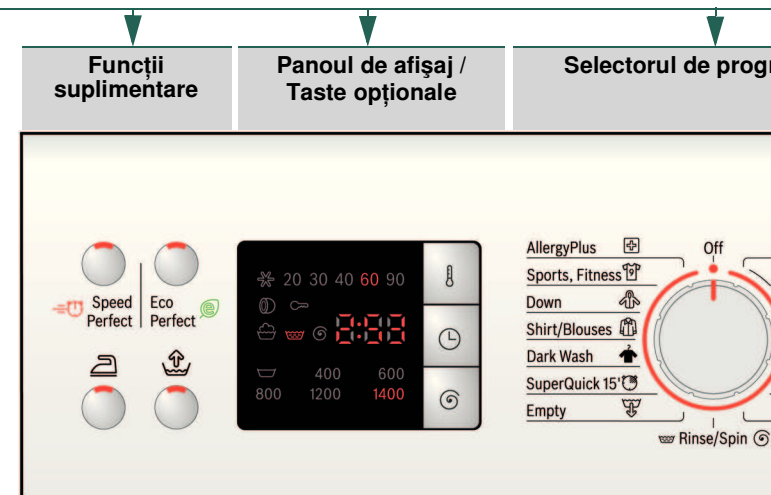 Funcții
suplimentare
Panoul de afişaj /
Taste opționale
Selectorul de progr
Speed
Perfect
Eco
Perfect
20 30 40 60 90
400 600
800 1200 1400
AllergyPlus
Sports, Fitness
Down
Shirt/Blouses
Dark Wash
SuperQuick 15'
Empty
Off
Rinse/Spin